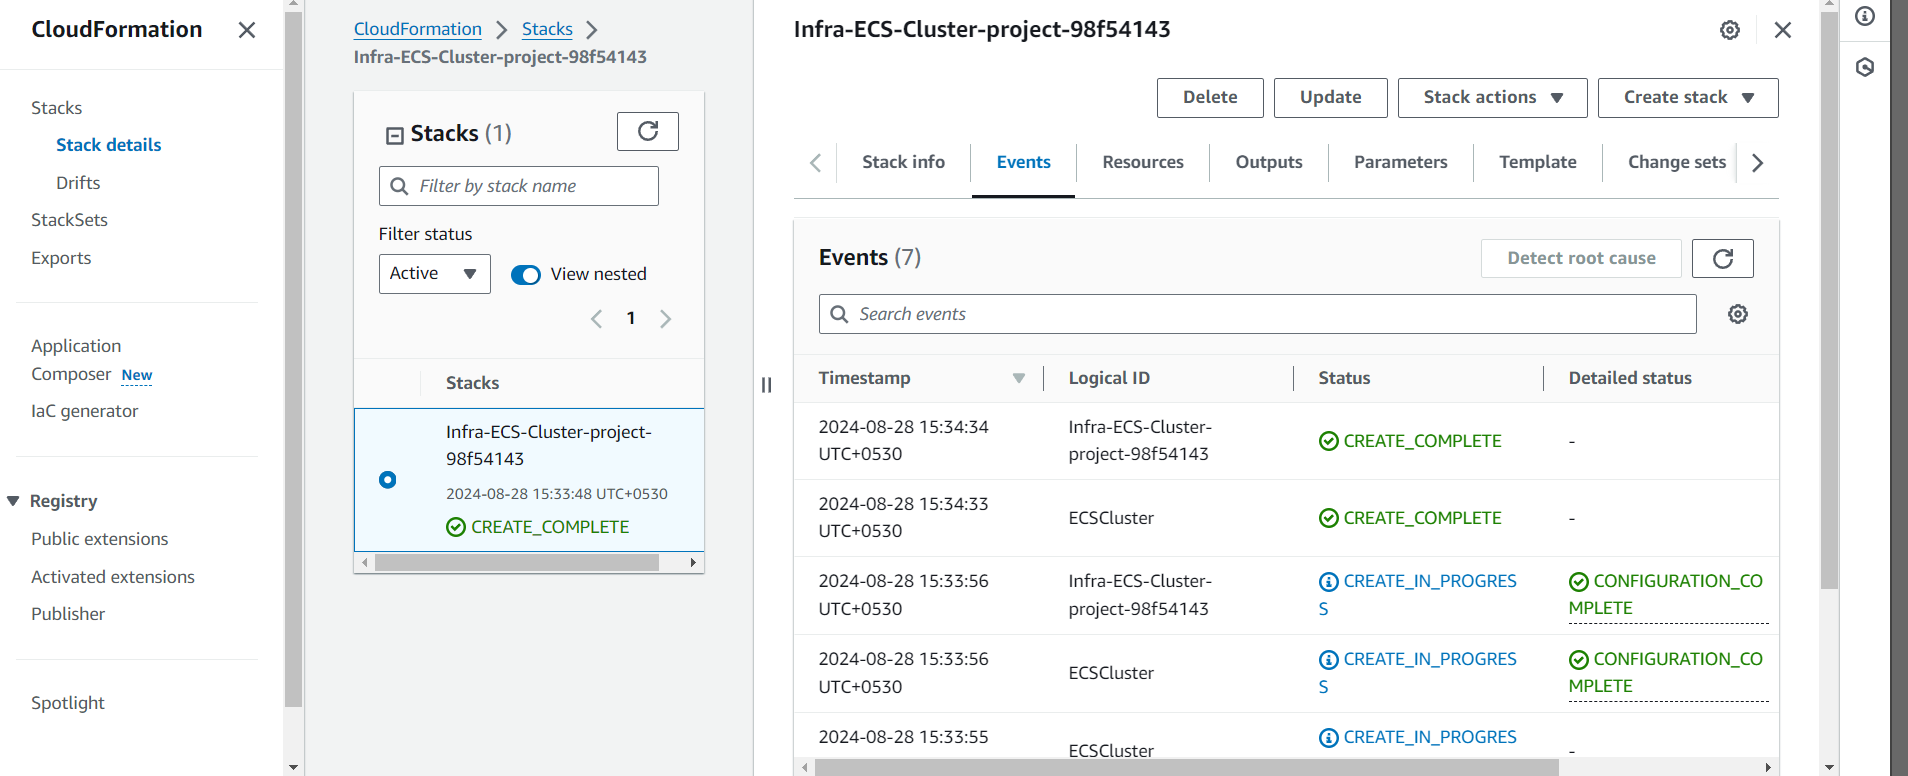 CloudFormation
Stacks
Stack details
Drifts
StackSets
Exports
Application
Composer New
IaC generator
Registry
Public extensions
Activated extensions
Publisher
Spotlight
CloudFormation
Stacks
Infra-ECS-Cluster-project-98f54143
Stacks (1)
Filter by stack name
Filter status
Active
View nested
1
Stacks
Infra-ECS-Cluster-project-
98f54143
2024-08-28 15:33:48 UTC+0530
CREATE_COMPLETE
Infra-ECS-Cluster-project-98f54143
Delete
Update
Stack actions
Create stack
Stack info
Events
Resources
Outputs
Parameters
Template
Change sets
Events (7)
Detect root cause
Search events
Timestamp
Logical ID
Status
Detailed status
2024-08-28 15:34:34
UTC+0530
Infra-ECS-Cluster-
project-98f54143
CREATE_COMPLETE
-
2024-08-28 15:34:33
UTC+0530
ECSCluster
CREATE_COMPLETE
-
2024-08-28 15:33:56
UTC+0530
Infra-ECS-Cluster-
project-98f54143
CREATE_IN_PROGRES
S
CONFIGURATION_CO
MPLETE
2024-08-28 15:33:56
UTC+0530
ECSCluster
CREATE_IN_PROGRES
S
CONFIGURATION_CO
MPLETE
2024-08-28 15:33:55
ECSCluster
CREATE_IN_PROGRES
-